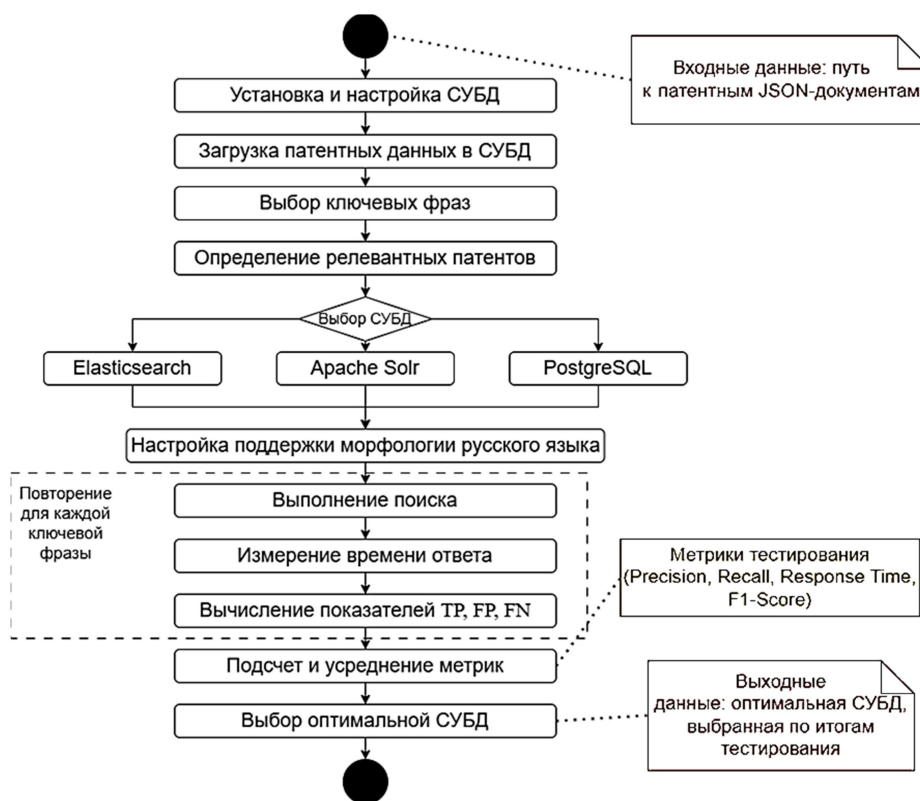 Входные данные: путь
к патентным JSON-документам
Установка и настройка СУБД
Загрузка патентных данных в СУБД
Выбор ключевых фраз
Определение релевантных патентов
Выбор СУБД
Elasticsearch
Apache Solr
PostgreSQL
Настройка поддержки морфологии русского языка
Повторение
для каждой
ключевой
фразы
Выполнение поиска
Измерение времени ответа
Вычисление показателей TP, FP, FN
Метрики тестирования
(Precision, Recall, Response Time,
F1-Score)
Подсчет и усреднение метрик
Выбор оптимальной СУБД
Выходные
данные: оптимальная СУБД,
выбранная по итогам
тестирования